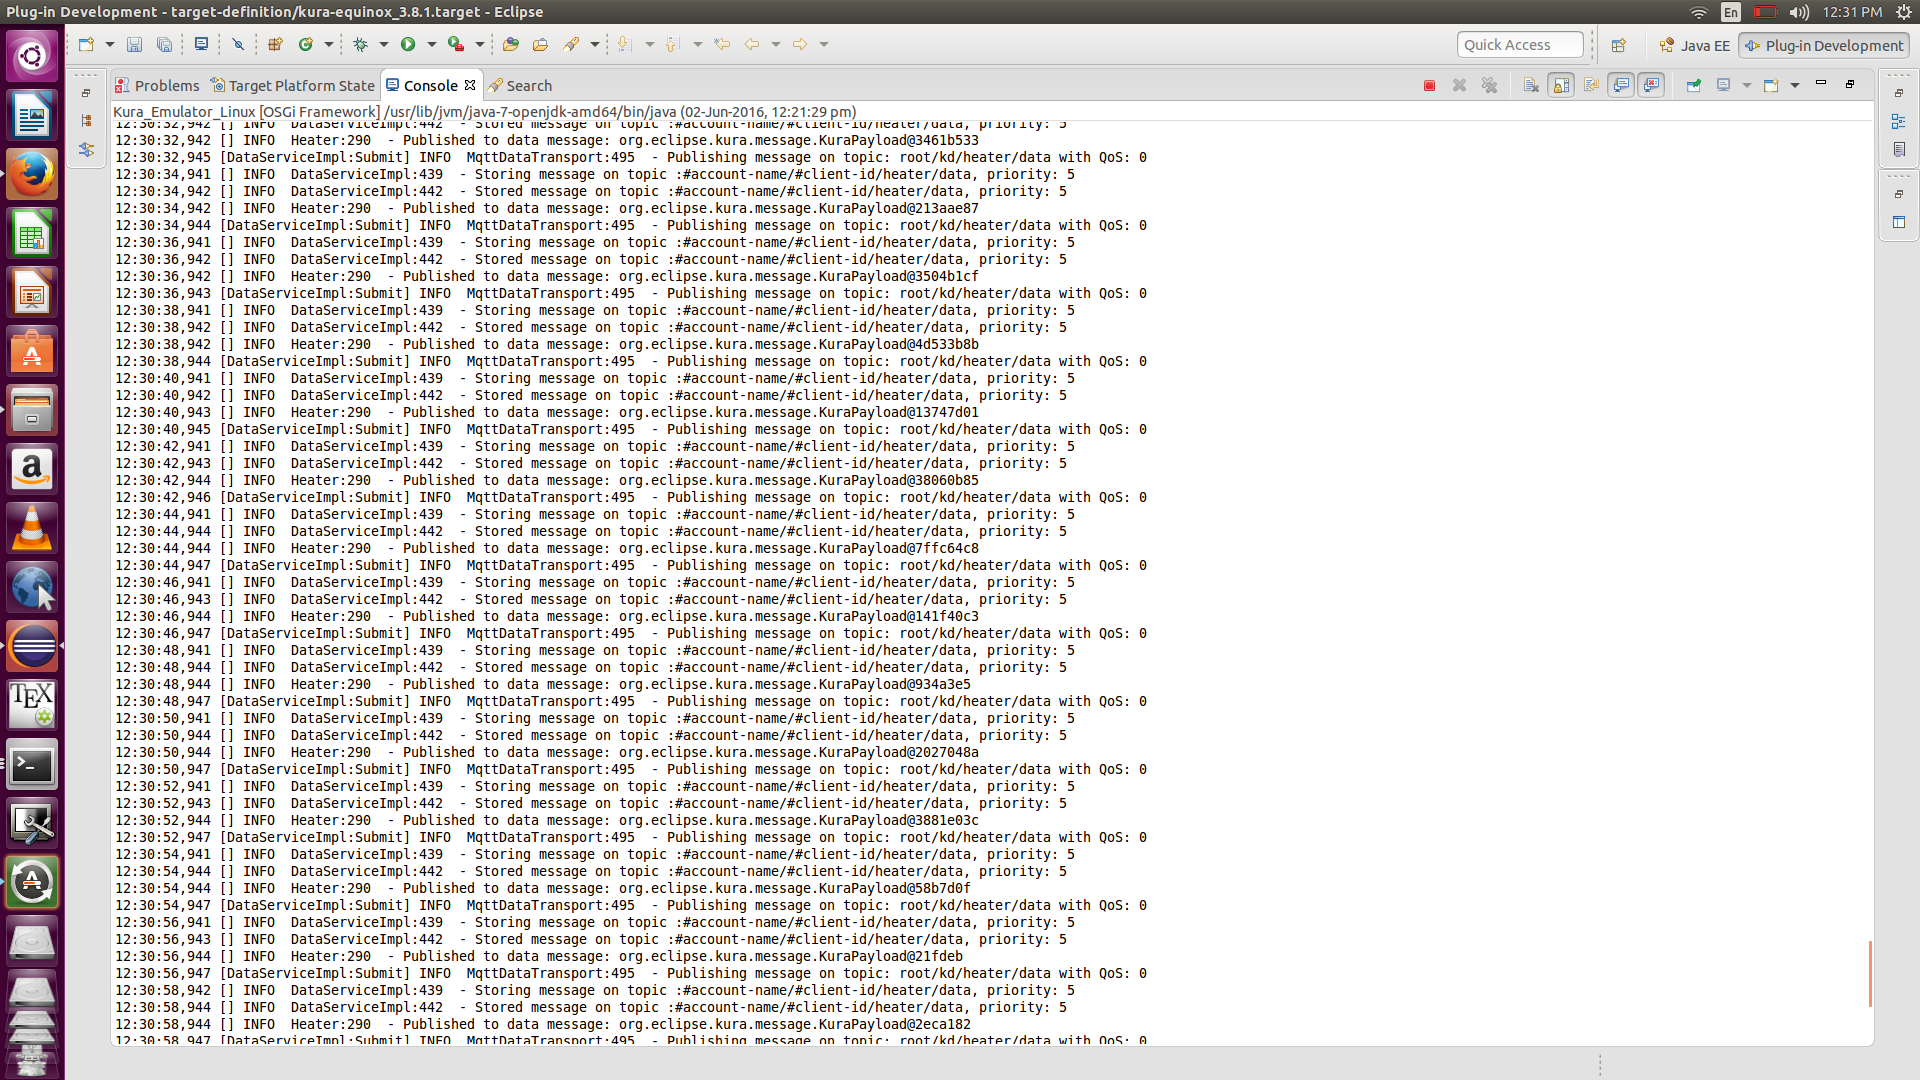 Plug-in Development - target-definition/kura-equinox_3.8.1.target - Eclipse
En
12:31 PM
Quick Access
Java EE
Plug-in Development
Problems
Target Platform State
Console
Search
Kura_Emulator_Linux [OSGi Framework] /usr/lib/jvm/java-7-openjdk-amd64/bin/java (02-Jun-2016, 12:21:29 pm)
12:30:32,942 [] INFO  DataServiceImpl:442  - Stored message on topic :#account-name/#client-id/heater/data, priority: 5
12:30:32,942 [] INFO  Heater:290  - Published to data message: org.eclipse.kura.message.KuraPayload@3461b533
12:30:32,945 [DataServiceImpl:Submit] INFO  MqttDataTransport:495  - Publishing message on topic: root/kd/heater/data with QoS: 0
12:30:34,941 [] INFO  DataServiceImpl:439  - Storing message on topic :#account-name/#client-id/heater/data, priority: 5
12:30:34,942 [] INFO  DataServiceImpl:442  - Stored message on topic :#account-name/#client-id/heater/data, priority: 5
12:30:34,942 [] INFO  Heater:290  - Published to data message: org.eclipse.kura.message.KuraPayload@213aae87
12:30:34,944 [DataServiceImpl:Submit] INFO  MqttDataTransport:495  - Publishing message on topic: root/kd/heater/data with QoS: 0
12:30:36,941 [] INFO  DataServiceImpl:439  - Storing message on topic :#account-name/#client-id/heater/data, priority: 5
12:30:36,942 [] INFO  DataServiceImpl:442  - Stored message on topic :#account-name/#client-id/heater/data, priority: 5
12:30:36,942 [] INFO  Heater:290  - Published to data message: org.eclipse.kura.message.KuraPayload@3504b1cf
12:30:36,943 [DataServiceImpl:Submit] INFO  MqttDataTransport:495  - Publishing message on topic: root/kd/heater/data with QoS: 0
12:30:38,941 [] INFO  DataServiceImpl:439  - Storing message on topic :#account-name/#client-id/heater/data, priority: 5
12:30:38,942 [] INFO  DataServiceImpl:442  - Stored message on topic :#account-name/#client-id/heater/data, priority: 5
12:30:38,942 [] INFO  Heater:290  - Published to data message: org.eclipse.kura.message.KuraPayload@4d533b8b
12:30:38,944 [DataServiceImpl:Submit] INFO  MqttDataTransport:495  - Publishing message on topic: root/kd/heater/data with QoS: 0
12:30:40,941 [] INFO  DataServiceImpl:439  - Storing message on topic :#account-name/#client-id/heater/data, priority: 5
12:30:40,942 [] INFO  DataServiceImpl:442  - Stored message on topic :#account-name/#client-id/heater/data, priority: 5
12:30:40,943 [] INFO  Heater:290  - Published to data message: org.eclipse.kura.message.KuraPayload@13747d01
12:30:40,945 [DataServiceImpl:Submit] INFO  MqttDataTransport:495  - Publishing message on topic: root/kd/heater/data with QoS: 0
12:30:42,941 [] INFO  DataServiceImpl:439  - Storing message on topic :#account-name/#client-id/heater/data, priority: 5
12:30:42,943 [] INFO  DataServiceImpl:442  - Stored message on topic :#account-name/#client-id/heater/data, priority: 5
12:30:42,944 [] INFO  Heater:290  - Published to data message: org.eclipse.kura.message.KuraPayload@38060b85
12:30:42,946 [DataServiceImpl:Submit] INFO  MqttDataTransport:495  - Publishing message on topic: root/kd/heater/data with QoS: 0
12:30:44,941 [] INFO  DataServiceImpl:439  - Storing message on topic :#account-name/#client-id/heater/data, priority: 5
12:30:44,944 [] INFO  DataServiceImpl:442  - Stored message on topic :#account-name/#client-id/heater/data, priority: 5
12:30:44,944 [] INFO  Heater:290  - Published to data message: org.eclipse.kura.message.KuraPayload@7ffc64c8
12:30:44,947 [DataServiceImpl:Submit] INFO  MqttDataTransport:495  - Publishing message on topic: root/kd/heater/data with QoS: 0
12:30:46,941 [] INFO  DataServiceImpl:439  - Storing message on topic :#account-name/#client-id/heater/data, priority: 5
12:30:46,943 [] INFO  DataServiceImpl:442  - Stored message on topic :#account-name/#client-id/heater/data, priority: 5
12:30:46,944 [] INFO  Heater:290  - Published to data message: org.eclipse.kura.message.KuraPayload@141f40c3
12:30:46,947 [DataServiceImpl:Submit] INFO  MqttDataTransport:495  - Publishing message on topic: root/kd/heater/data with QoS: 0
12:30:48,941 [] INFO  DataServiceImpl:439  - Storing message on topic :#account-name/#client-id/heater/data, priority: 5
12:30:48,944 [] INFO  DataServiceImpl:442  - Stored message on topic :#account-name/#client-id/heater/data, priority: 5
12:30:48,944 [] INFO  Heater:290  - Published to data message: org.eclipse.kura.message.KuraPayload@934a3e5
12:30:48,947 [DataServiceImpl:Submit] INFO  MqttDataTransport:495  - Publishing message on topic: root/kd/heater/data with QoS: 0
12:30:50,941 [] INFO  DataServiceImpl:439  - Storing message on topic :#account-name/#client-id/heater/data, priority: 5
12:30:50,944 [] INFO  DataServiceImpl:442  - Stored message on topic :#account-name/#client-id/heater/data, priority: 5
12:30:50,944 [] INFO  Heater:290  - Published to data message: org.eclipse.kura.message.KuraPayload@2027048a
12:30:50,947 [DataServiceImpl:Submit] INFO  MqttDataTransport:495  - Publishing message on topic: root/kd/heater/data with QoS: 0
12:30:52,941 [] INFO  DataServiceImpl:439  - Storing message on topic :#account-name/#client-id/heater/data, priority: 5
12:30:52,943 [] INFO  DataServiceImpl:442  - Stored message on topic :#account-name/#client-id/heater/data, priority: 5
12:30:52,944 [] INFO  Heater:290  - Published to data message: org.eclipse.kura.message.KuraPayload@3881e03c
12:30:52,947 [DataServiceImpl:Submit] INFO  MqttDataTransport:495  - Publishing message on topic: root/kd/heater/data with QoS: 0
12:30:54,941 [] INFO  DataServiceImpl:439  - Storing message on topic :#account-name/#client-id/heater/data, priority: 5
12:30:54,944 [] INFO  DataServiceImpl:442  - Stored message on topic :#account-name/#client-id/heater/data, priority: 5
12:30:54,944 [] INFO  Heater:290  - Published to data message: org.eclipse.kura.message.KuraPayload@58b7d0f
12:30:54,947 [DataServiceImpl:Submit] INFO  MqttDataTransport:495  - Publishing message on topic: root/kd/heater/data with QoS: 0
12:30:56,941 [] INFO  DataServiceImpl:439  - Storing message on topic :#account-name/#client-id/heater/data, priority: 5
12:30:56,943 [] INFO  DataServiceImpl:442  - Stored message on topic :#account-name/#client-id/heater/data, priority: 5
12:30:56,944 [] INFO  Heater:290  - Published to data message: org.eclipse.kura.message.KuraPayload@21fdeb
12:30:56,947 [DataServiceImpl:Submit] INFO  MqttDataTransport:495  - Publishing message on topic: root/kd/heater/data with QoS: 0
12:30:58,942 [] INFO  DataServiceImpl:439  - Storing message on topic :#account-name/#client-id/heater/data, priority: 5
12:30:58,944 [] INFO  DataServiceImpl:442  - Stored message on topic :#account-name/#client-id/heater/data, priority: 5
12:30:58,944 [] INFO  Heater:290  - Published to data message: org.eclipse.kura.message.KuraPayload@2eca182
12:30:58,947 [DataServiceImpl:Submit] INFO  MqttDataTransport:495  - Publishing message on topic: root/kd/heater/data with QoS: 0
a
TEX